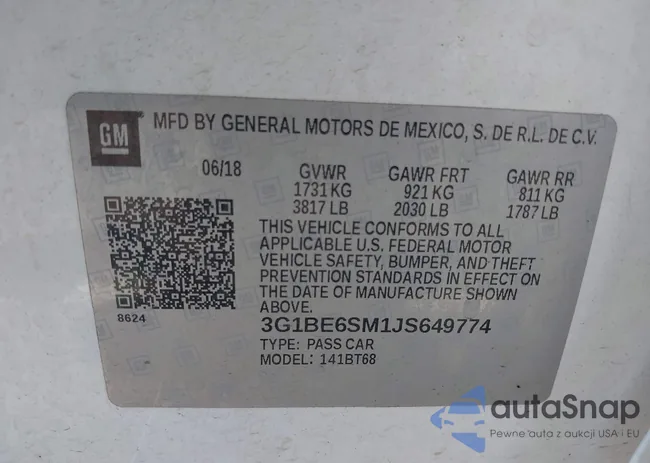 GM
MFD BY GENERAL MOTORS DE MEXICO, S. DE R.L. DE C.V.
06/18 GVWR GAWR FRT GAWR RR
1731 KG 921 KG 811 KG
3817 LB 2030 LB 1787 LB
THIS VEHICLE CONFORMS TO ALL
APPLICABLE U.S. FEDERAL MOTOR
VEHICLE SAFETY, BUMPER, AND THEFT
PREVENTION STANDARDS IN EFFECT ON
THE DATE OF MANUFACTURE SHOWN
ABOVE.
8624
3G1BE6SM1JS649774
TYPE: PASS CAR
MODEL: 141BT68
autaSnap
Pewne auta z aukcji USA i EU